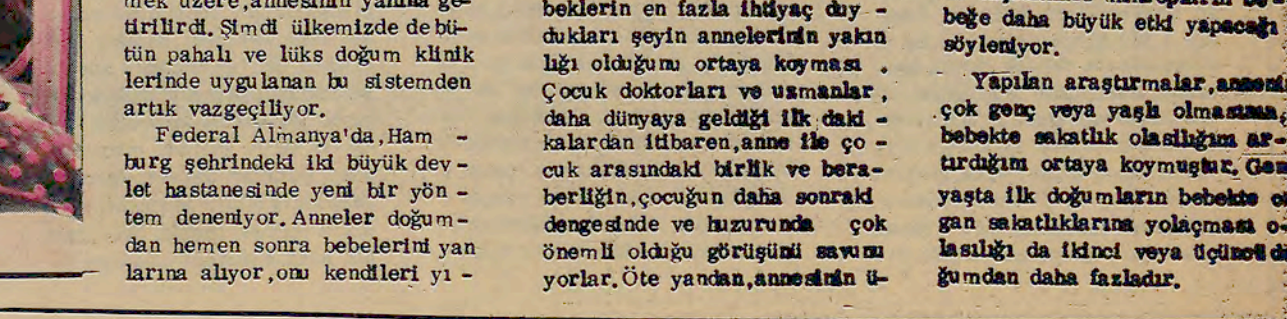 mek üzere,annesinin yanına ge-
tirilirdi. Şimdi ülkemizde de bü-
tün pahalı ve lüks doğum klinik
lerinde uygulanan bu sistemden
artık vazgeçiliyor.
Federal Almanya'da,Ham -
burg şehrindeki iki büyük dev -
let hastanesinde yeni bir yön -
tem deneniyor.Anneler doğum-
dan hemen sonra bebelerini yan
larına alıyor,onu kendileri yı -
beklerin en fazla ihtiyaç duy -
dukları şeyin annelerinin yakın
lığı olduğunu ortaya koyması .
Çocuk doktorları ve uzmanlar,
daha dünyaya geldiği ilk daki -
kalardan itibaren,anne ile ço -
cuk arasındaki birlik ve bera-
berliğin,çocuğun daha sonraki
dengesinde ve huzurunda çok
önemli olduğu görüşünü savunu
yorlar.Öte yandan,annesinin ü-
beğe daha büyük etki yapacağı
söyleniyor.
Yapılan araştırmalar,
çok genç veya yaşlı olmasının,
bebekte sakatlık olasılığını ar-
tırdığını ortaya koymuştur.
yaşta ilk doğumların bebekte
gan sakatlıklarına yolaçması o-
lasılığı da ikinci veya üçüncü
ğumdan daha fazladır.